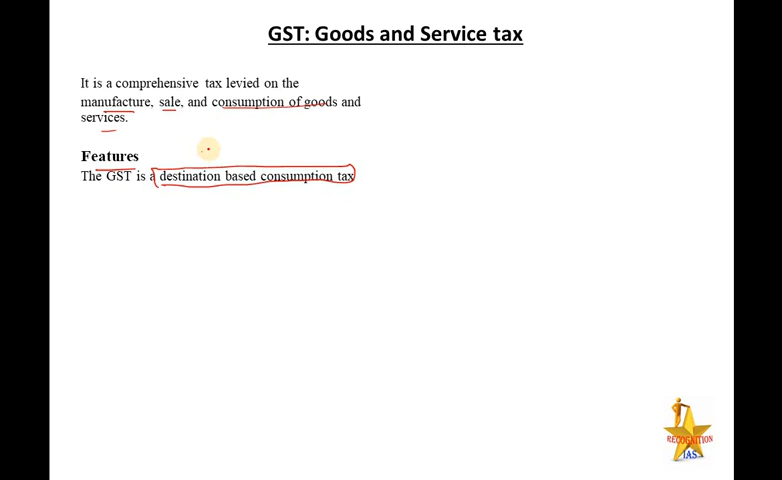 GST: Goods and Service tax
It is a comprehensive tax levied on the
manufacture, sale, and consumption of goods and
services.
Features
The GST is a destination based consumption tax
RECOGNITION
IAS